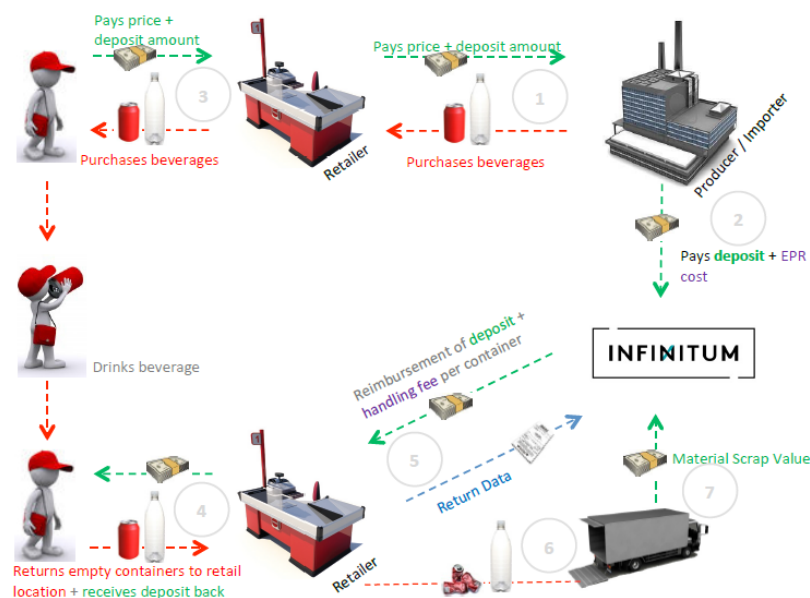 Pays price +
deposit amount
3
Purchases beverages
Retailer
Pays price + deposit amount
1
Purchases beverages
Producer / Importer
2
Pays deposit + EPR
cost
INFINITUM
Drinks beverage
Reimbursement of deposit +
handling fee per container
5
Return Data
4
Returns empty containers to retail
location + receives deposit back
Retailer
6
Material Scrap Value
7